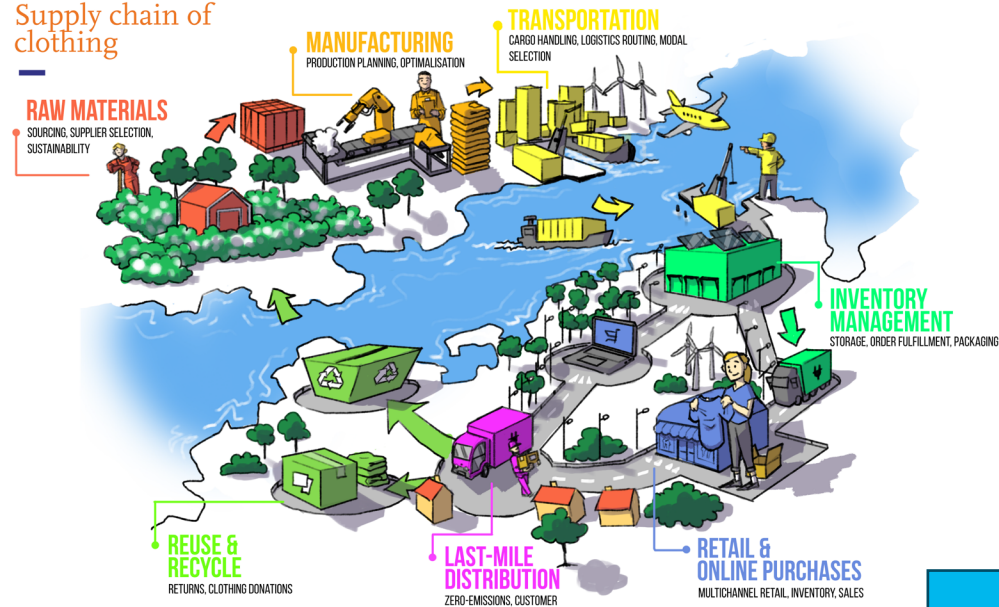 Supply chain of
clothing
RAW MATERIALS
SOURCING, SUPPLIER SELECTION,
SUSTAINABILITY
MANUFACTURING
PRODUCTION PLANNING, OPTIMALISATION
TRANSPORTATION
CARGO HANDLING, LOGISTICS ROUTING, MODAL
SELECTION
INVENTORY
MANAGEMENT
STORAGE, ORDER FULFILLMENT, PACKAGING
REUSE &
RECYCLE
RETURNS, CLOTHING DONATIONS
LAST-MILE
DISTRIBUTION
ZERO-EMISSIONS, CUSTOMER
RETAIL &
ONLINE PURCHASES
MULTICHANNEL RETAIL, INVENTORY, SALES